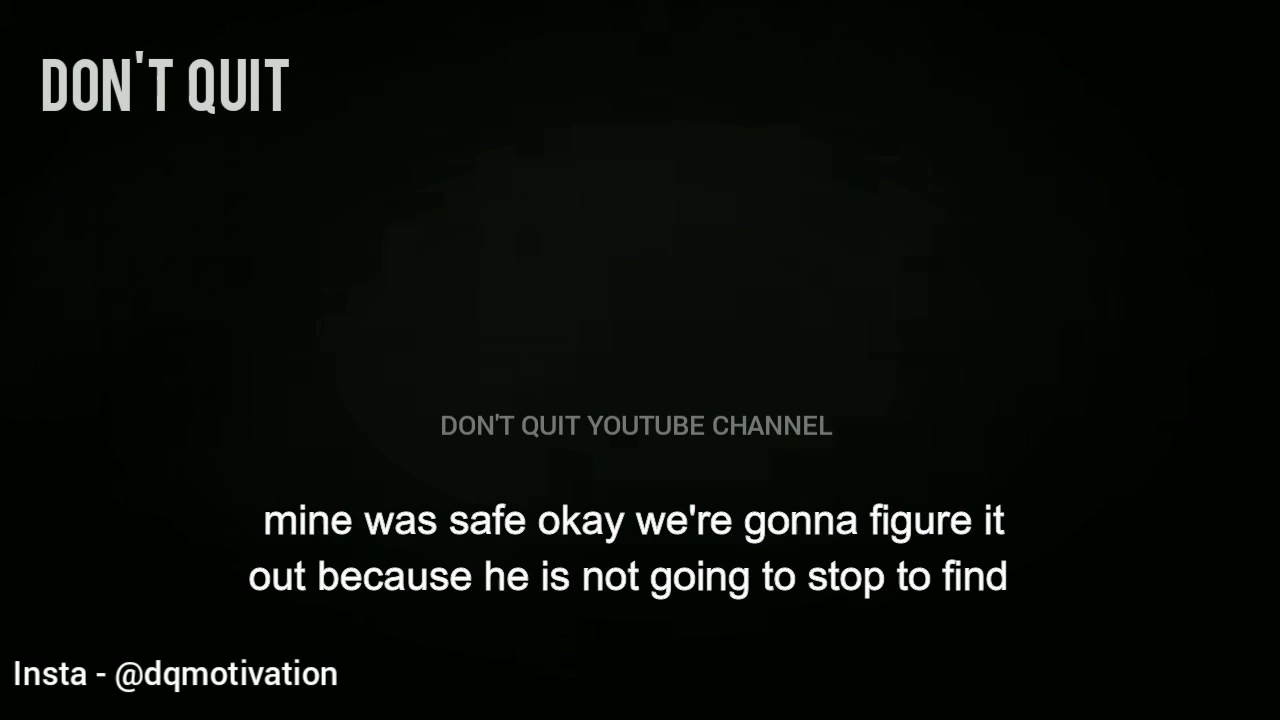 DON'T QUIT
DON'T QUIT YOUTUBE CHANNEL
mine was safe okay we're gonna figure it
out because he is not going to stop to find
Insta - @dqmotivation